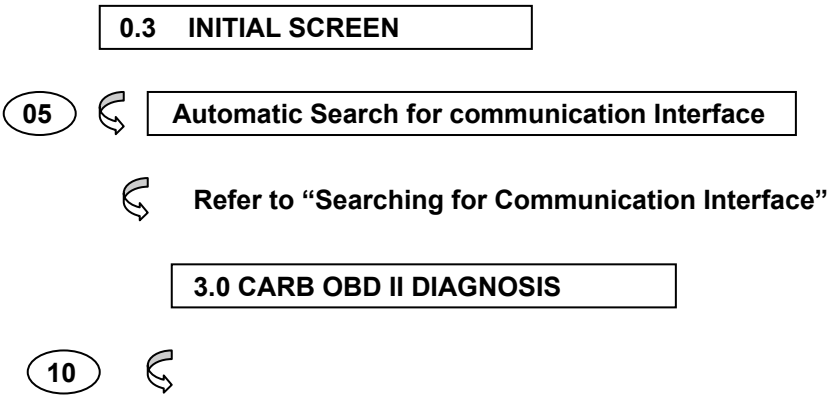 0.3 INITIAL SCREEN
05 Automatic Search for communication Interface
Refer to “Searching for Communication Interface”
3.0 CARB OBD II DIAGNOSIS
10